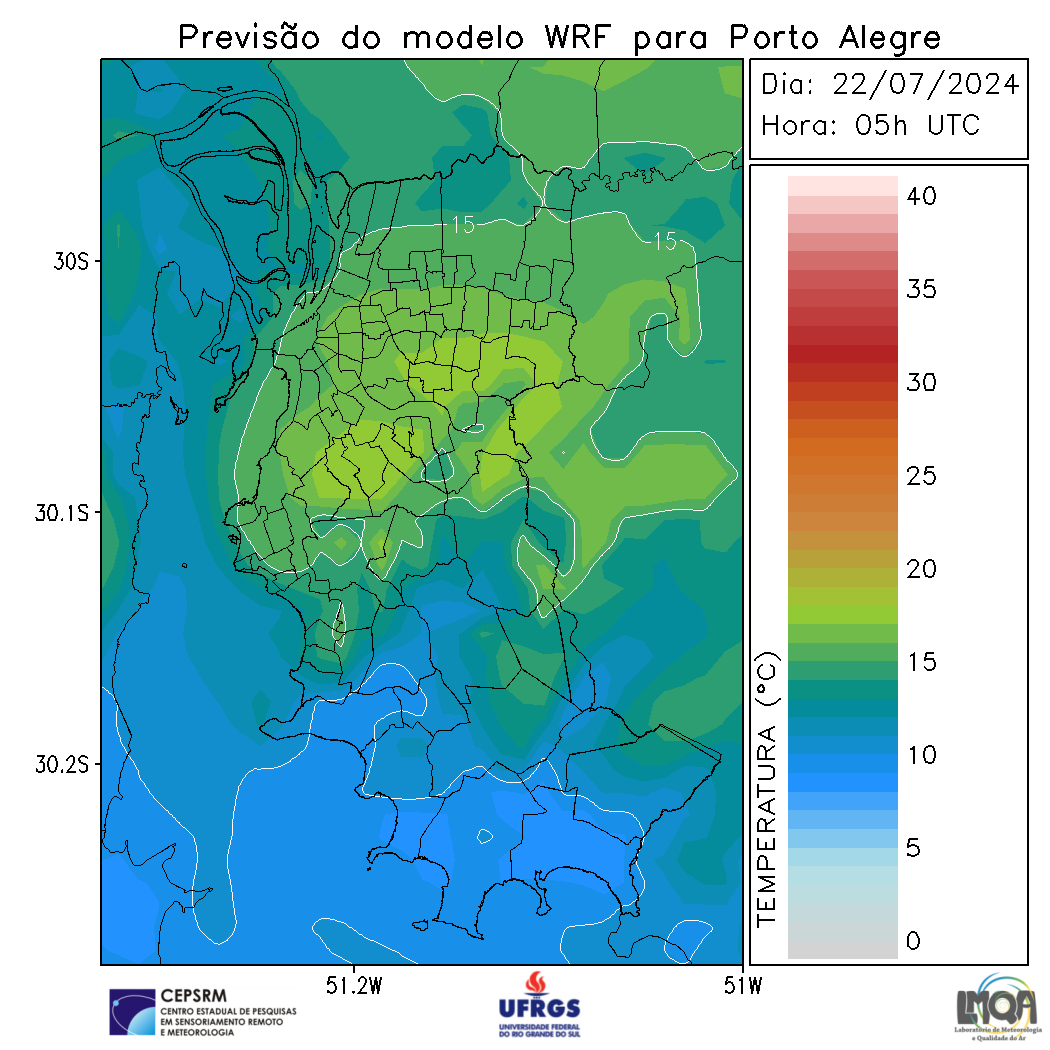 Previsão do modelo WRF para Porto Alegre
Dia: 22/07/2024
Hora: 05h UTC
40
35
30
25
20
15
10
5
0
TEMPERATURA (°C)
15
15
30S
30.1S
30.2S
51.2W
51W
CEPSRM
CENTRO ESTADUAL DE PESQUISAS
EM SENSORIAMENTO REMOTO
E METEOROLOGIA
UFRGS
UNIVERSIDADE FEDERAL
DO RIO GRANDE DO SUL
LMQA
Laboratório de Meteorologia
e Qualidade do Ar